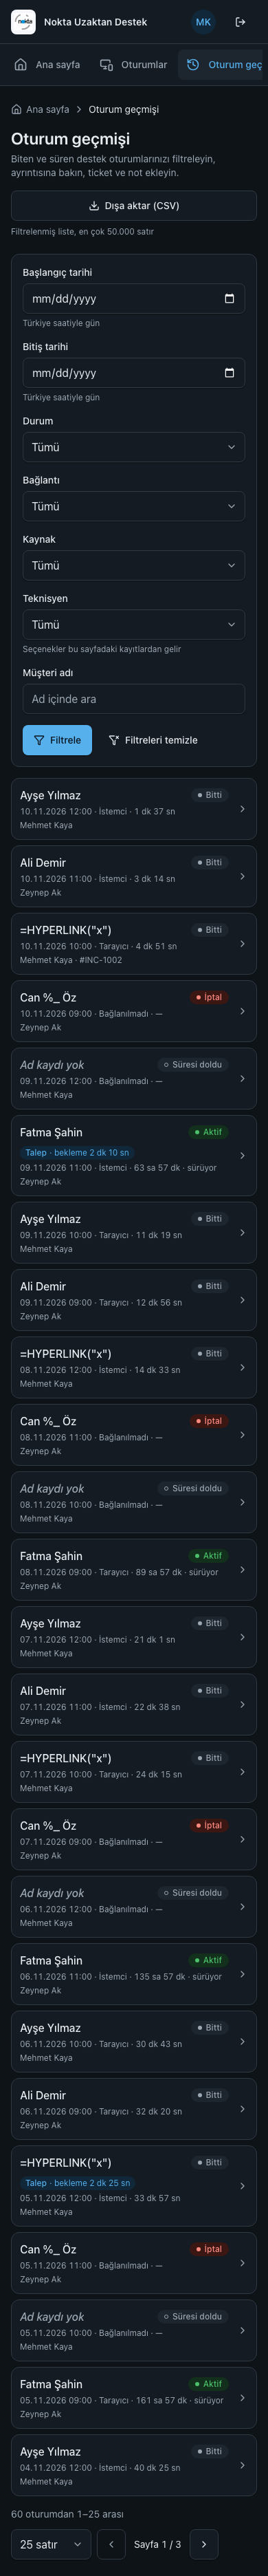 nokta
Nokta Uzaktan Destek
MK
Ana sayfa
Oturumlar
Oturum geç
Ana sayfa
Oturum geçmişi
Oturum geçmişi
Biten ve süren destek oturumlarınızı filtreleyin,
ayrıntısına bakın, ticket ve not ekleyin.
Dışa aktar (CSV)
Filtrelenmiş liste, en çok 50.000 satır
Başlangıç tarihi
mm/dd/yyyy
Türkiye saatiyle gün
Bitiş tarihi
mm/dd/yyyy
Türkiye saatiyle gün
Durum
Tümü
Bağlantı
Tümü
Kaynak
Tümü
Teknisyen
Tümü
Seçenekler bu sayfadaki kayıtlardan gelir
Müşteri adı
Ad içinde ara
Filtrele
Filtreleri temizle
Ayşe Yılmaz
Bitti
10.11.2026 12:00 · İstemci · 1 dk 37 sn
Mehmet Kaya
Ali Demir
Bitti
10.11.2026 11:00 · İstemci · 3 dk 14 sn
Zeynep Ak
=HYPERLINK("x")
Bitti
10.11.2026 10:00 · Tarayıcı · 4 dk 51 sn
Mehmet Kaya · #INC-1002
Can %_ Öz
İptal
10.11.2026 09:00 · Bağlanılmadı · —
Zeynep Ak
Ad kaydı yok
Süresi doldu
09.11.2026 12:00 · Bağlanılmadı · —
Mehmet Kaya
Fatma Şahin
Aktif
Talep · bekleme 2 dk 10 sn
09.11.2026 11:00 · İstemci · 63 sa 57 dk · sürüyor
Zeynep Ak
Ayşe Yılmaz
Bitti
09.11.2026 10:00 · Tarayıcı · 11 dk 19 sn
Mehmet Kaya
Ali Demir
Bitti
09.11.2026 09:00 · Tarayıcı · 12 dk 56 sn
Zeynep Ak
=HYPERLINK("x")
Bitti
08.11.2026 12:00 · İstemci · 14 dk 33 sn
Mehmet Kaya
Can %_ Öz
İptal
08.11.2026 11:00 · Bağlanılmadı · —
Zeynep Ak
Ad kaydı yok
Süresi doldu
08.11.2026 10:00 · Bağlanılmadı · —
Mehmet Kaya
Fatma Şahin
Aktif
08.11.2026 09:00 · Tarayıcı · 89 sa 57 dk · sürüyor
Zeynep Ak
Ayşe Yılmaz
Bitti
07.11.2026 12:00 · İstemci · 21 dk 1 sn
Mehmet Kaya
Ali Demir
Bitti
07.11.2026 11:00 · İstemci · 22 dk 38 sn
Zeynep Ak
=HYPERLINK("x")
Bitti
07.11.2026 10:00 · Tarayıcı · 24 dk 15 sn
Mehmet Kaya
Can %_ Öz
İptal
07.11.2026 09:00 · Bağlanılmadı · —
Zeynep Ak
Ad kaydı yok
Süresi doldu
06.11.2026 12:00 · Bağlanılmadı · —
Mehmet Kaya
Fatma Şahin
Aktif
06.11.2026 11:00 · İstemci · 135 sa 57 dk · sürüyor
Zeynep Ak
Ayşe Yılmaz
Bitti
06.11.2026 10:00 · Tarayıcı · 30 dk 43 sn
Mehmet Kaya
Ali Demir
Bitti
06.11.2026 09:00 · Tarayıcı · 32 dk 20 sn
Zeynep Ak
=HYPERLINK("x")
Bitti
Talep · bekleme 2 dk 25 sn
05.11.2026 12:00 · İstemci · 33 dk 57 sn
Mehmet Kaya
Can %_ Öz
İptal
05.11.2026 11:00 · Bağlanılmadı · —
Zeynep Ak
Ad kaydı yok
Süresi doldu
05.11.2026 10:00 · Bağlanılmadı · —
Mehmet Kaya
Fatma Şahin
Aktif
05.11.2026 09:00 · Tarayıcı · 161 sa 57 dk · sürüyor
Zeynep Ak
Ayşe Yılmaz
Bitti
04.11.2026 12:00 · İstemci · 40 dk 25 sn
Mehmet Kaya
60 oturumdan 1–25 arası
25 satır
Sayfa 1 / 3